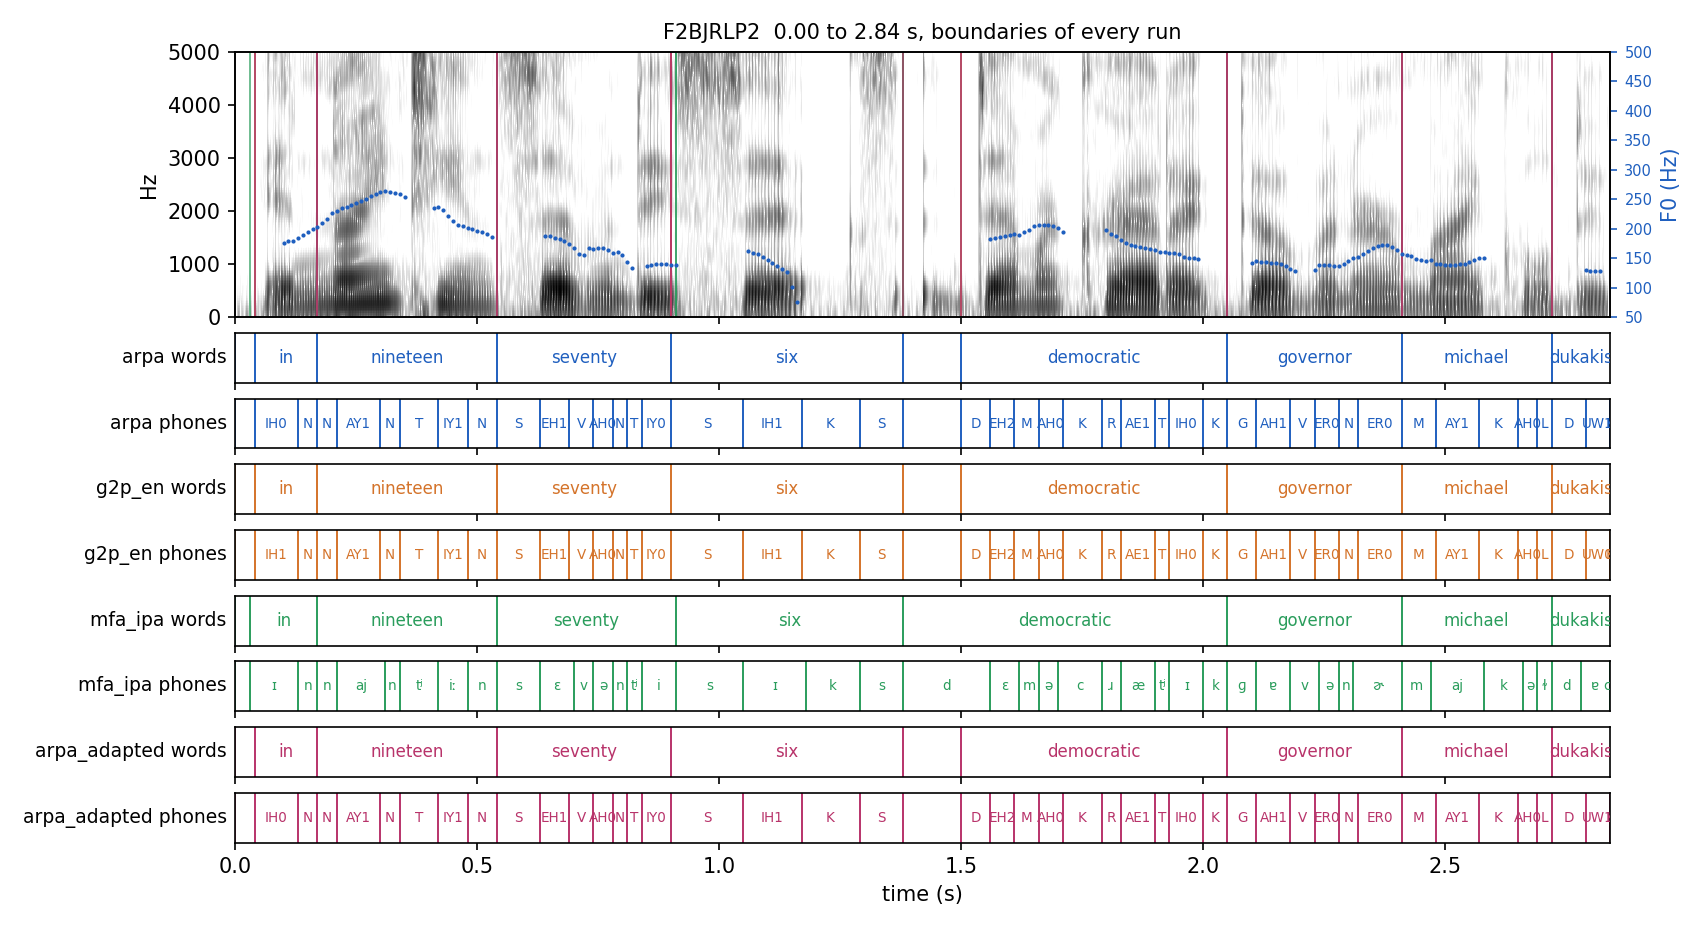 F2BJRLP2  0.00 to 2.84 s, boundaries of every run
5000
4000
3000
2000
1000
0
Hz
500
450
400
350
300
250
200
150
100
50
F0 (Hz)
arpa words in nineteen seventy six democratic governor michael dukakis
arpa phones IH0 N N AY1 N T IY1 N S EH1 V AH0 N T IY0 S IH1 K S D EH2 M AH0 K R AE1 T IH0 K G AH1 V ER0 N ER0 M AY1 K AH0 L D UW1
g2p_en words in nineteen seventy six democratic governor michael dukakis
g2p_en phones IH1 N N AY1 N T IY1 N S EH1 V AH0 N T IY0 S IH1 K S D EH2 M AH0 K R AE1 T IH0 K G AH1 V ER0 N ER0 M AY1 K AH0 L D UW0
mfa_ipa words in nineteen seventy six democratic governor michael dukakis
mfa_ipa phones ɪ n n aj n tʲ iː n s ɛ v ə n tʲ i s ɪ k s d ɛ m ə c ɹ æ tʲ ɪ k ɡ ɐ v ə n ɚ m aj k ə ɫ d ɐ
arpa_adapted words in nineteen seventy six democratic governor michael dukakis
arpa_adapted phones IH0 N N AY1 N T IY1 N S EH1 V AH0 N T IY0 S IH1 K S D EH2 M AH0 K R AE1 T IH0 K G AH1 V ER0 N ER0 M AY1 K AH0 L D UW1
0.0 0.5 1.0 1.5 2.0 2.5
time (s)